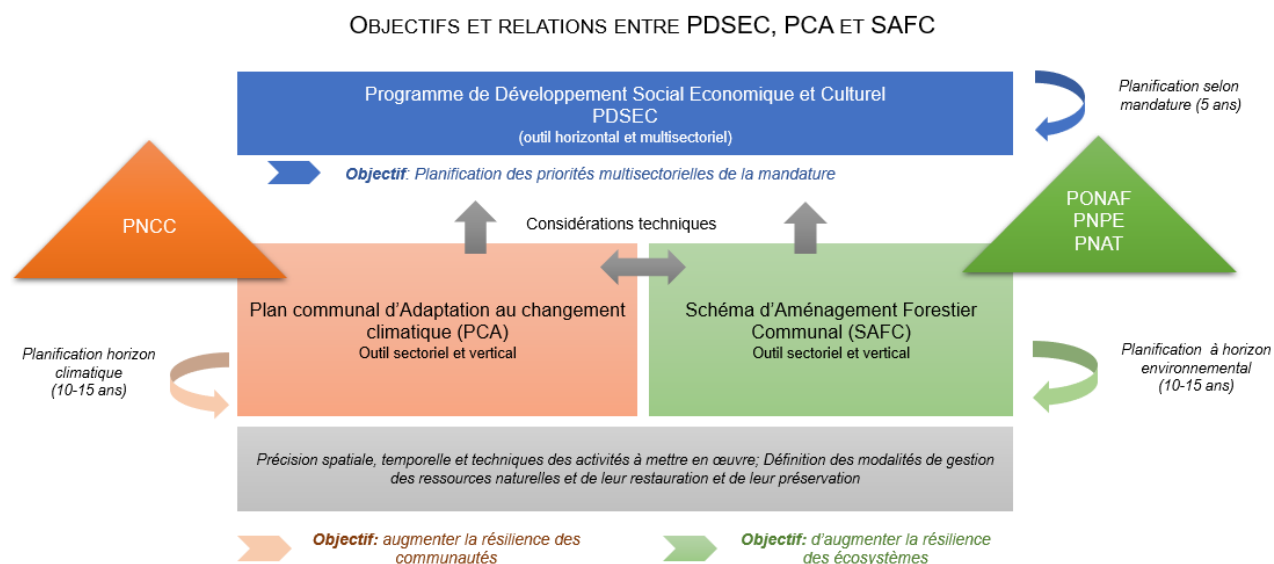 OBJECTIFS ET RELATIONS ENTRE PDSEC, PCA ET SAFC
Programme de Développement Social Economique et Culturel
PDSEC
(outil horizontal et multisectoriel)
Planification selon
mandature (5 ans)
Objectif: Planification des priorités multisectorielles de la mandature
PNCC
Considérations techniques
PONAF
PNPE
PNAT
Plan communal d'Adaptation au changement
climatique (PCA)
Outil sectoriel et vertical
Schéma d'Aménagement Forestier
Communal (SAFC)
Outil sectoriel et vertical
Planification horizon
climatique
(10-15 ans)
Planification à horizon
environnemental
(10-15 ans)
Précision spatiale, temporelle et techniques des activités à mettre en œuvre; Définition des modalités de gestion
des ressources naturelles et de leur restauration et de leur préservation
Objectif: augmenter la résilience des
communautés
Objectif: d'augmenter la résilience
des écosystèmes